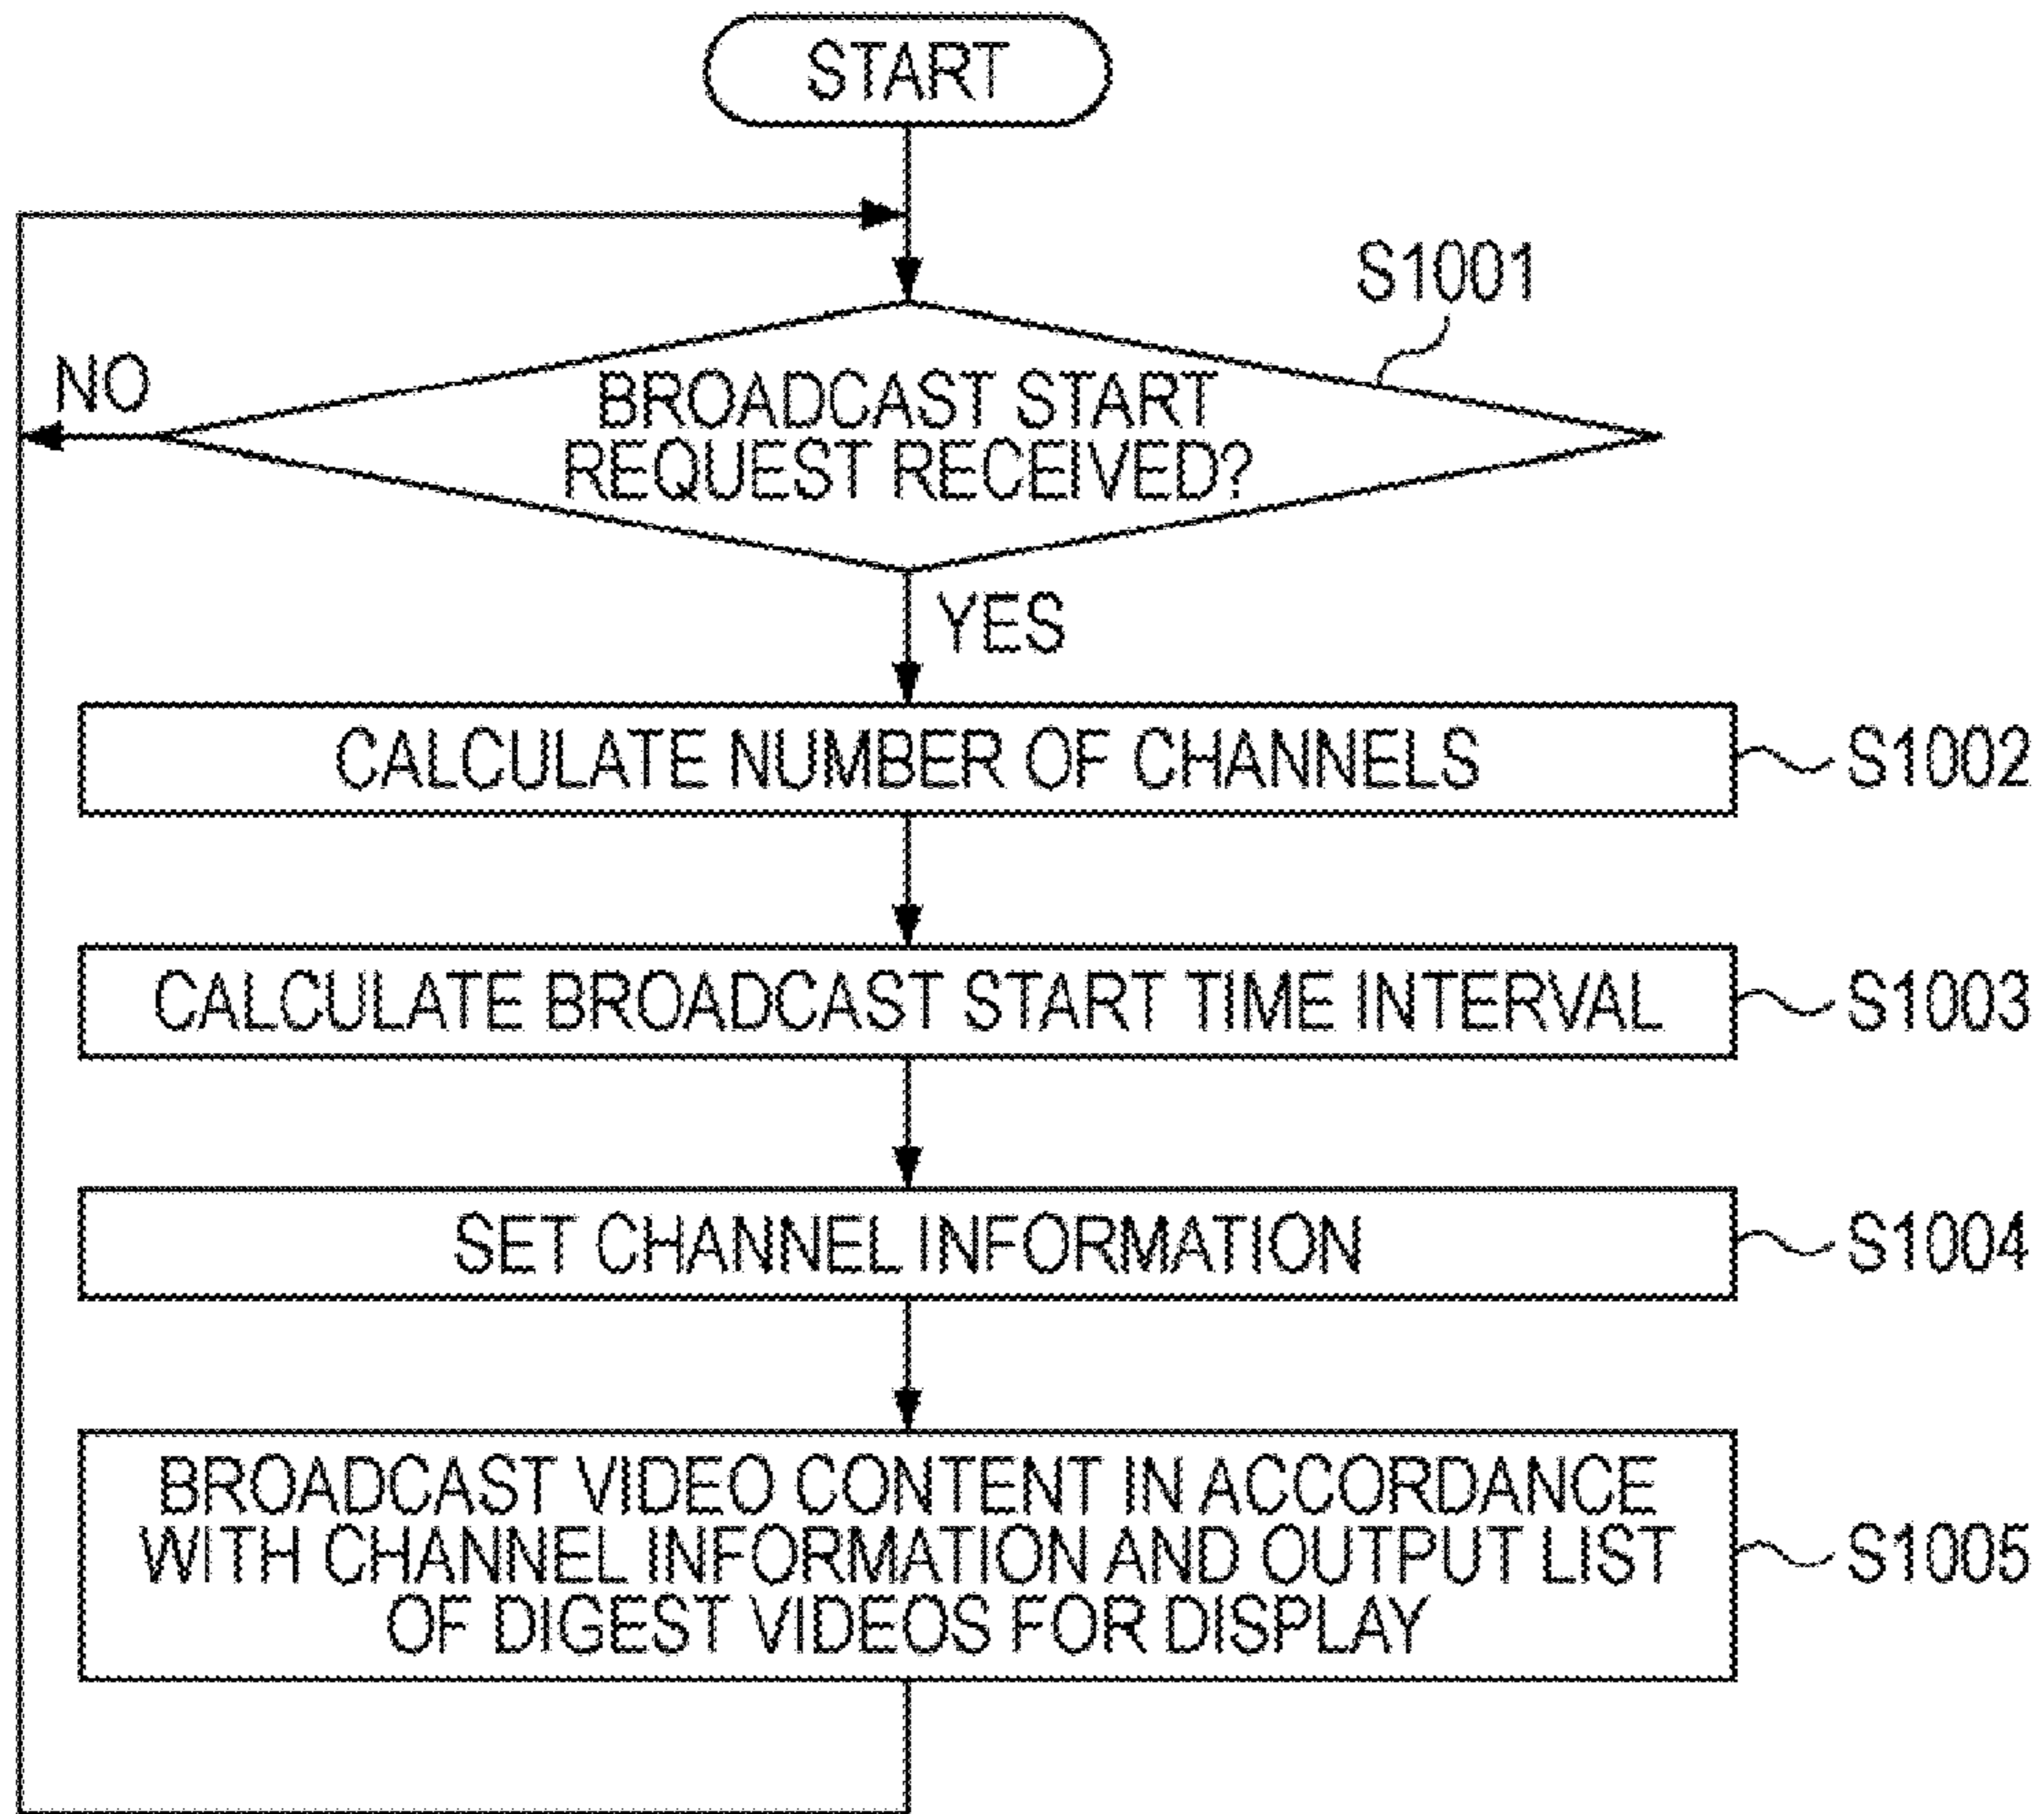 START
S1001
NO
BROADCAST START
REQUEST RECEIVED?
YES
CALCULATE NUMBER OF CHANNELS
S1002
CALCULATE BROADCAST START TIME INTERVAL
S1003
SET CHANNEL INFORMATION
S1004
BROADCAST VIDEO CONTENT IN ACCORDANCE
WITH CHANNEL INFORMATION AND OUTPUT LIST
OF DIGEST VIDEOS FOR DISPLAY
S1005